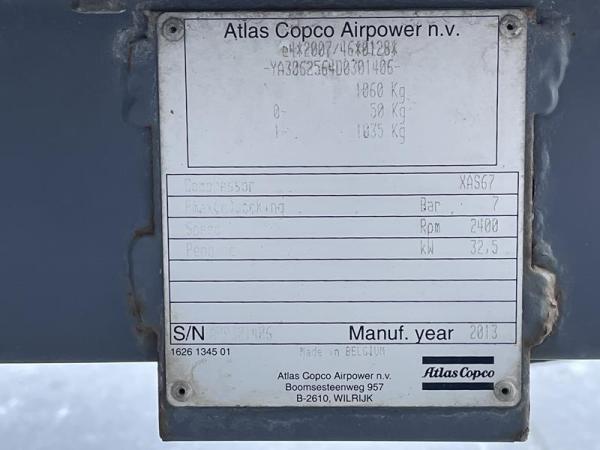 Atlas Copco Airpower n.v.
e4*2007/46*0128*
-YA3062564D0301406-
1060 Kg
0- 50 Kg
1- 1035 Kg
Compressor XAS67
Bar 7
Speed Rpm 2400
kW 32,5
S/N Manuf. year 2013
1626 1345 01 Made in BELGIUM
Atlas Copco Airpower n.v.
Boomsesteenweg 957
B-2610, WILRIJK
Atlas Copco